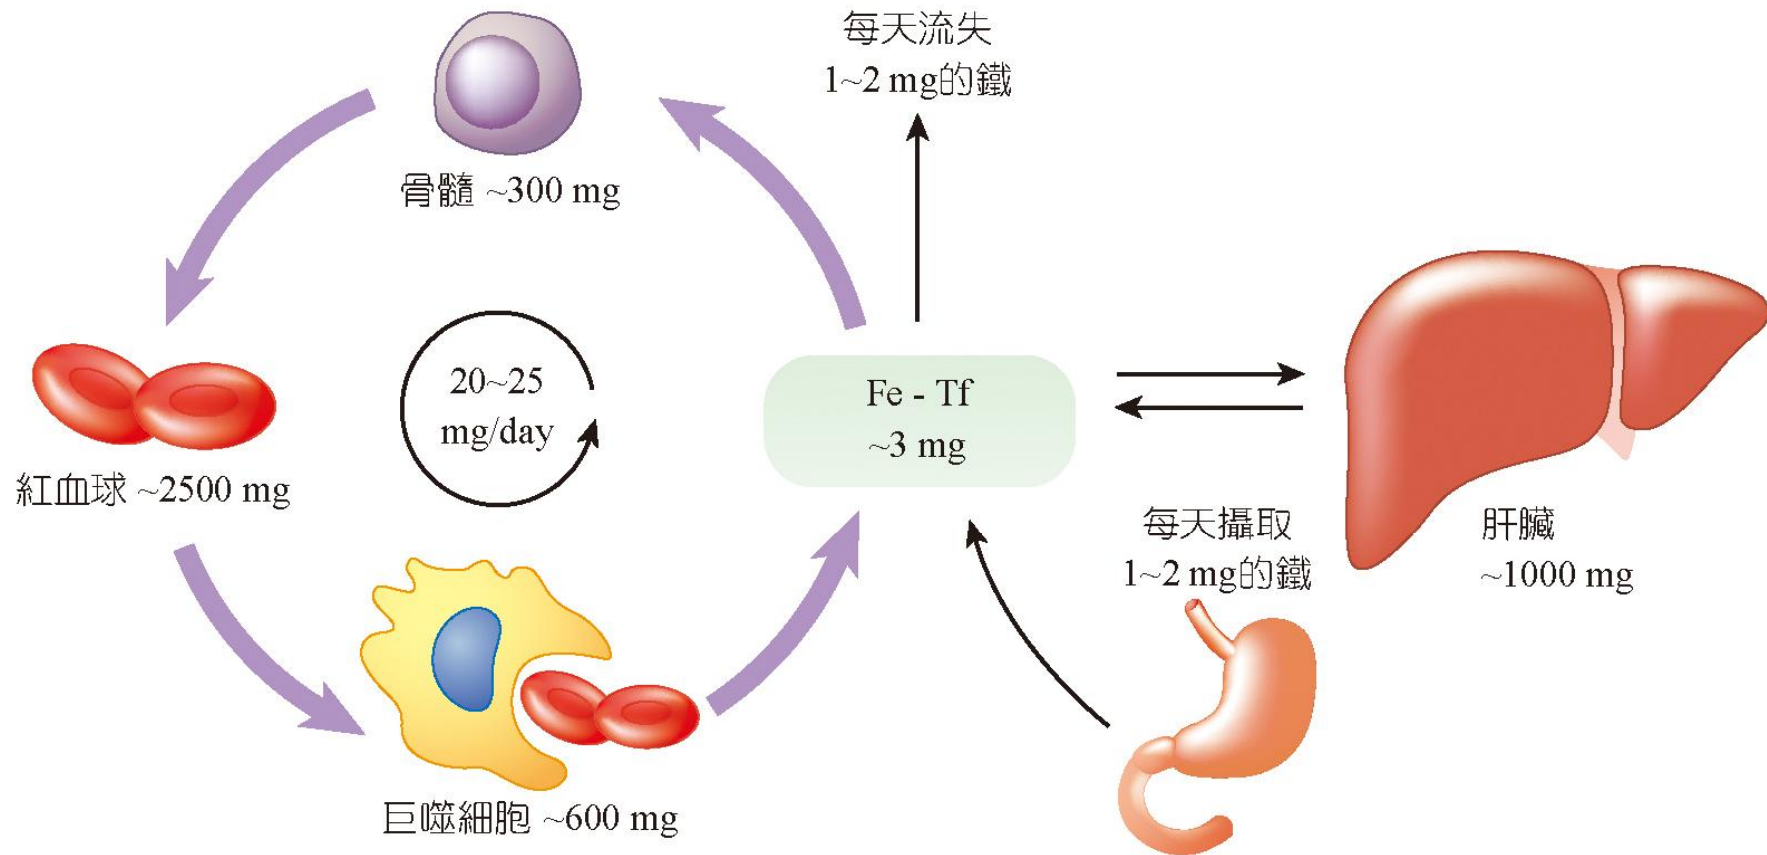 每天流失
1~2 mg的鐵
骨髓 ~300 mg
20~25
mg/day
Fe - Tf
~3 mg
紅血球 ~2500 mg
每天攝取
1~2 mg的鐵
肝臟
~1000 mg
巨噬細胞 ~600 mg